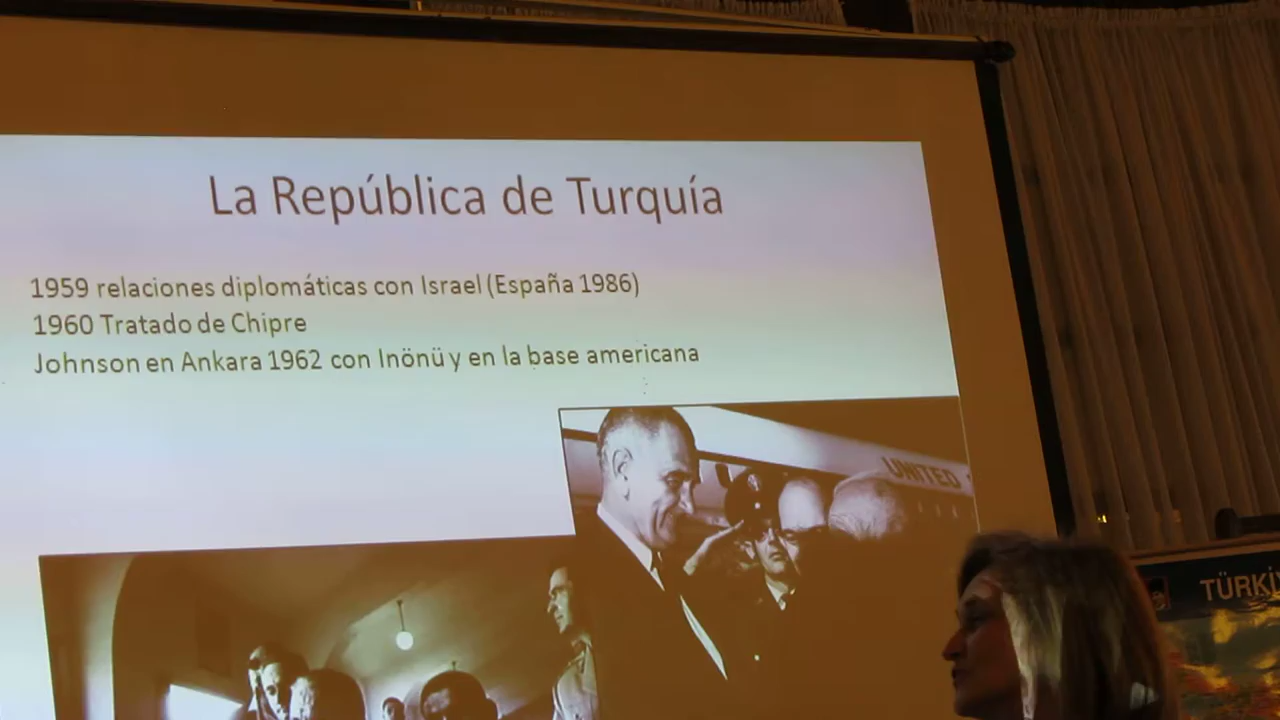 La República de Turquía
1959 relaciones diplomáticas con Israel (España 1986)
1960 Tratado de Chipre
Johnson en Ankara 1962 con Inönü y en la base americana
UNITED
TÜRKİ